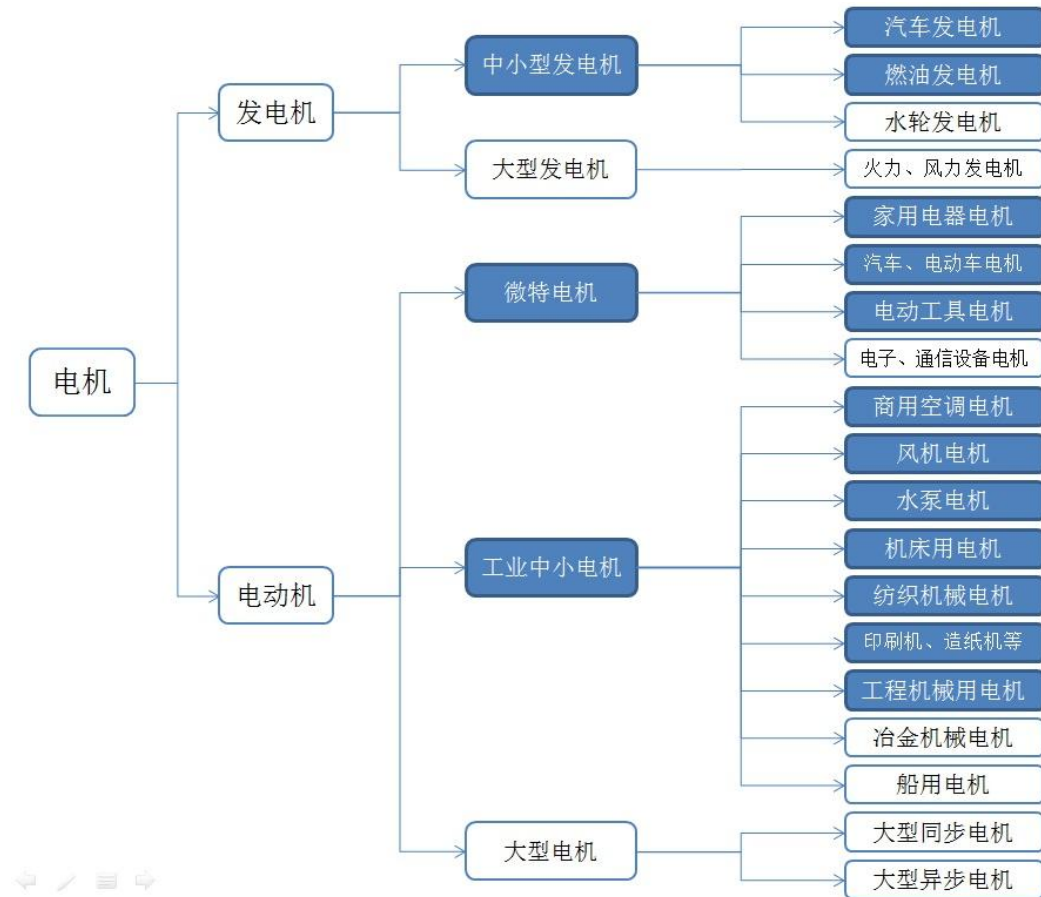 电机
发电机
中小型发电机
汽车发电机
燃油发电机
水轮发电机
大型发电机
火力、风力发电机
电动机
微特电机
家用电器电机
汽车、电动车电机
电动工具电机
电子、通信设备电机
工业中小电机
商用空调电机
风机电机
水泵电机
机床用电机
纺织机械电机
印刷机、造纸机等
工程机械用电机
冶金机械电机
船用电机
大型电机
大型同步电机
大型异步电机